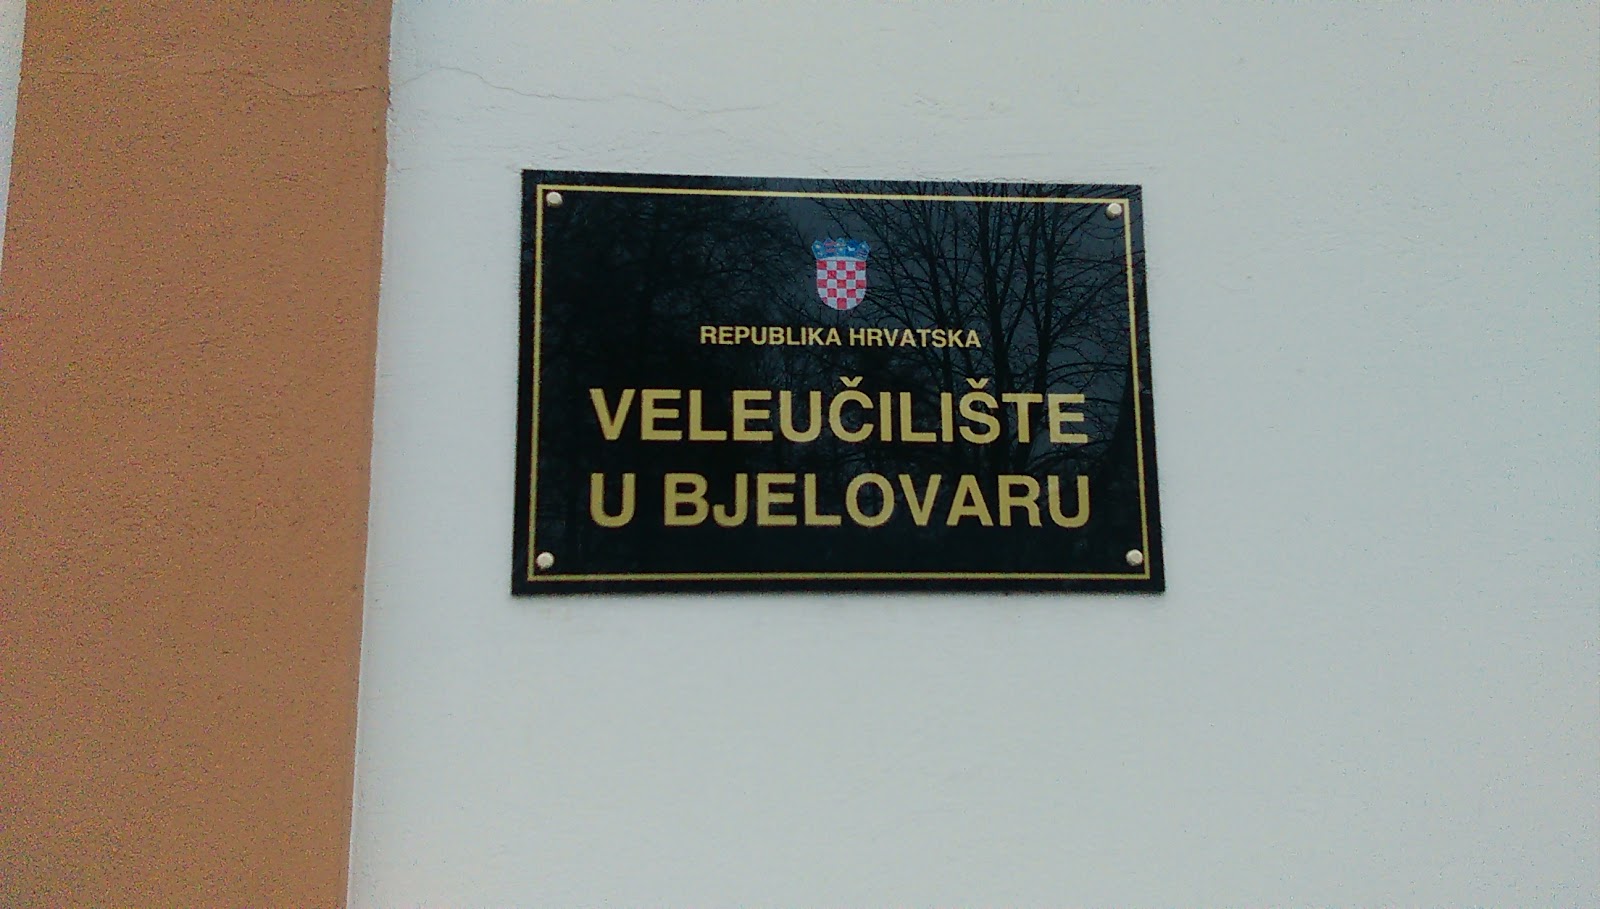 REPUBLIKA HRVATSKA
VELEUČILIŠTE
U BJELOVARU